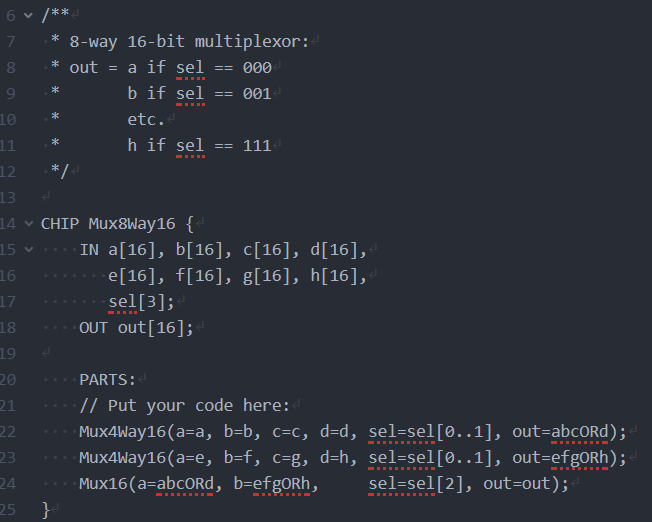 6 /**
7  * 8-way 16-bit multiplexor:
8  * out = a if sel == 000
9  *       b if sel == 001
10  *       etc.
11  *       h if sel == 111
12  */
13
14 CHIP Mux8Way16 {
15     IN a[16], b[16], c[16], d[16],
16        e[16], f[16], g[16], h[16],
17        sel[3];
18     OUT out[16];
19
20     PARTS:
21     // Put your code here:
22     Mux4Way16(a=a, b=b, c=c, d=d, sel=sel[0..1], out=abcORd);
23     Mux4Way16(a=e, b=f, c=g, d=h, sel=sel[0..1], out=efgORh);
24     Mux16(a=abcORd, b=efgORh,     sel=sel[2], out=out);
25 }